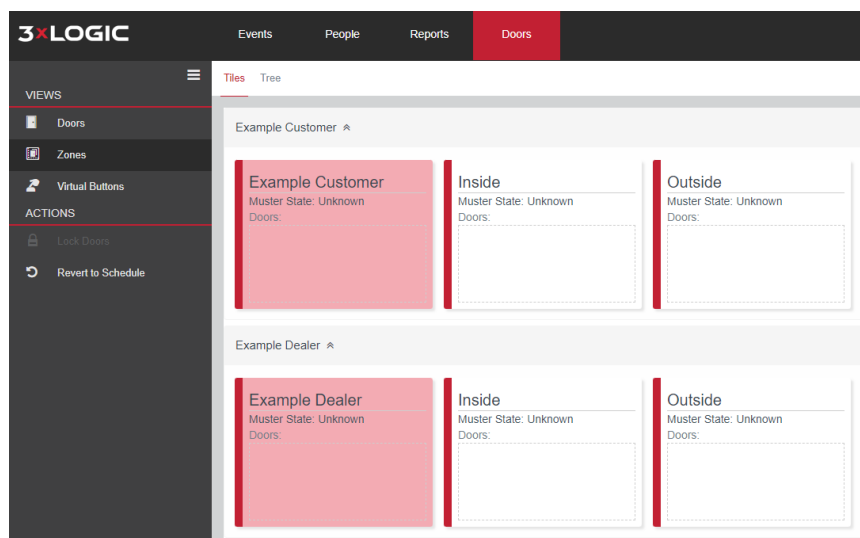 3xLOGIC Events People Reports Doors
VIEWS
Doors
Zones
Virtual Buttons
ACTIONS
Lock Doors
Revert to Schedule
Tiles Tree
Example Customer
Example Customer
Muster State: Unknown
Doors:
Inside
Muster State: Unknown
Doors:
Outside
Muster State: Unknown
Doors:
Example Dealer
Example Dealer
Muster State: Unknown
Doors:
Inside
Muster State: Unknown
Doors:
Outside
Muster State: Unknown
Doors: